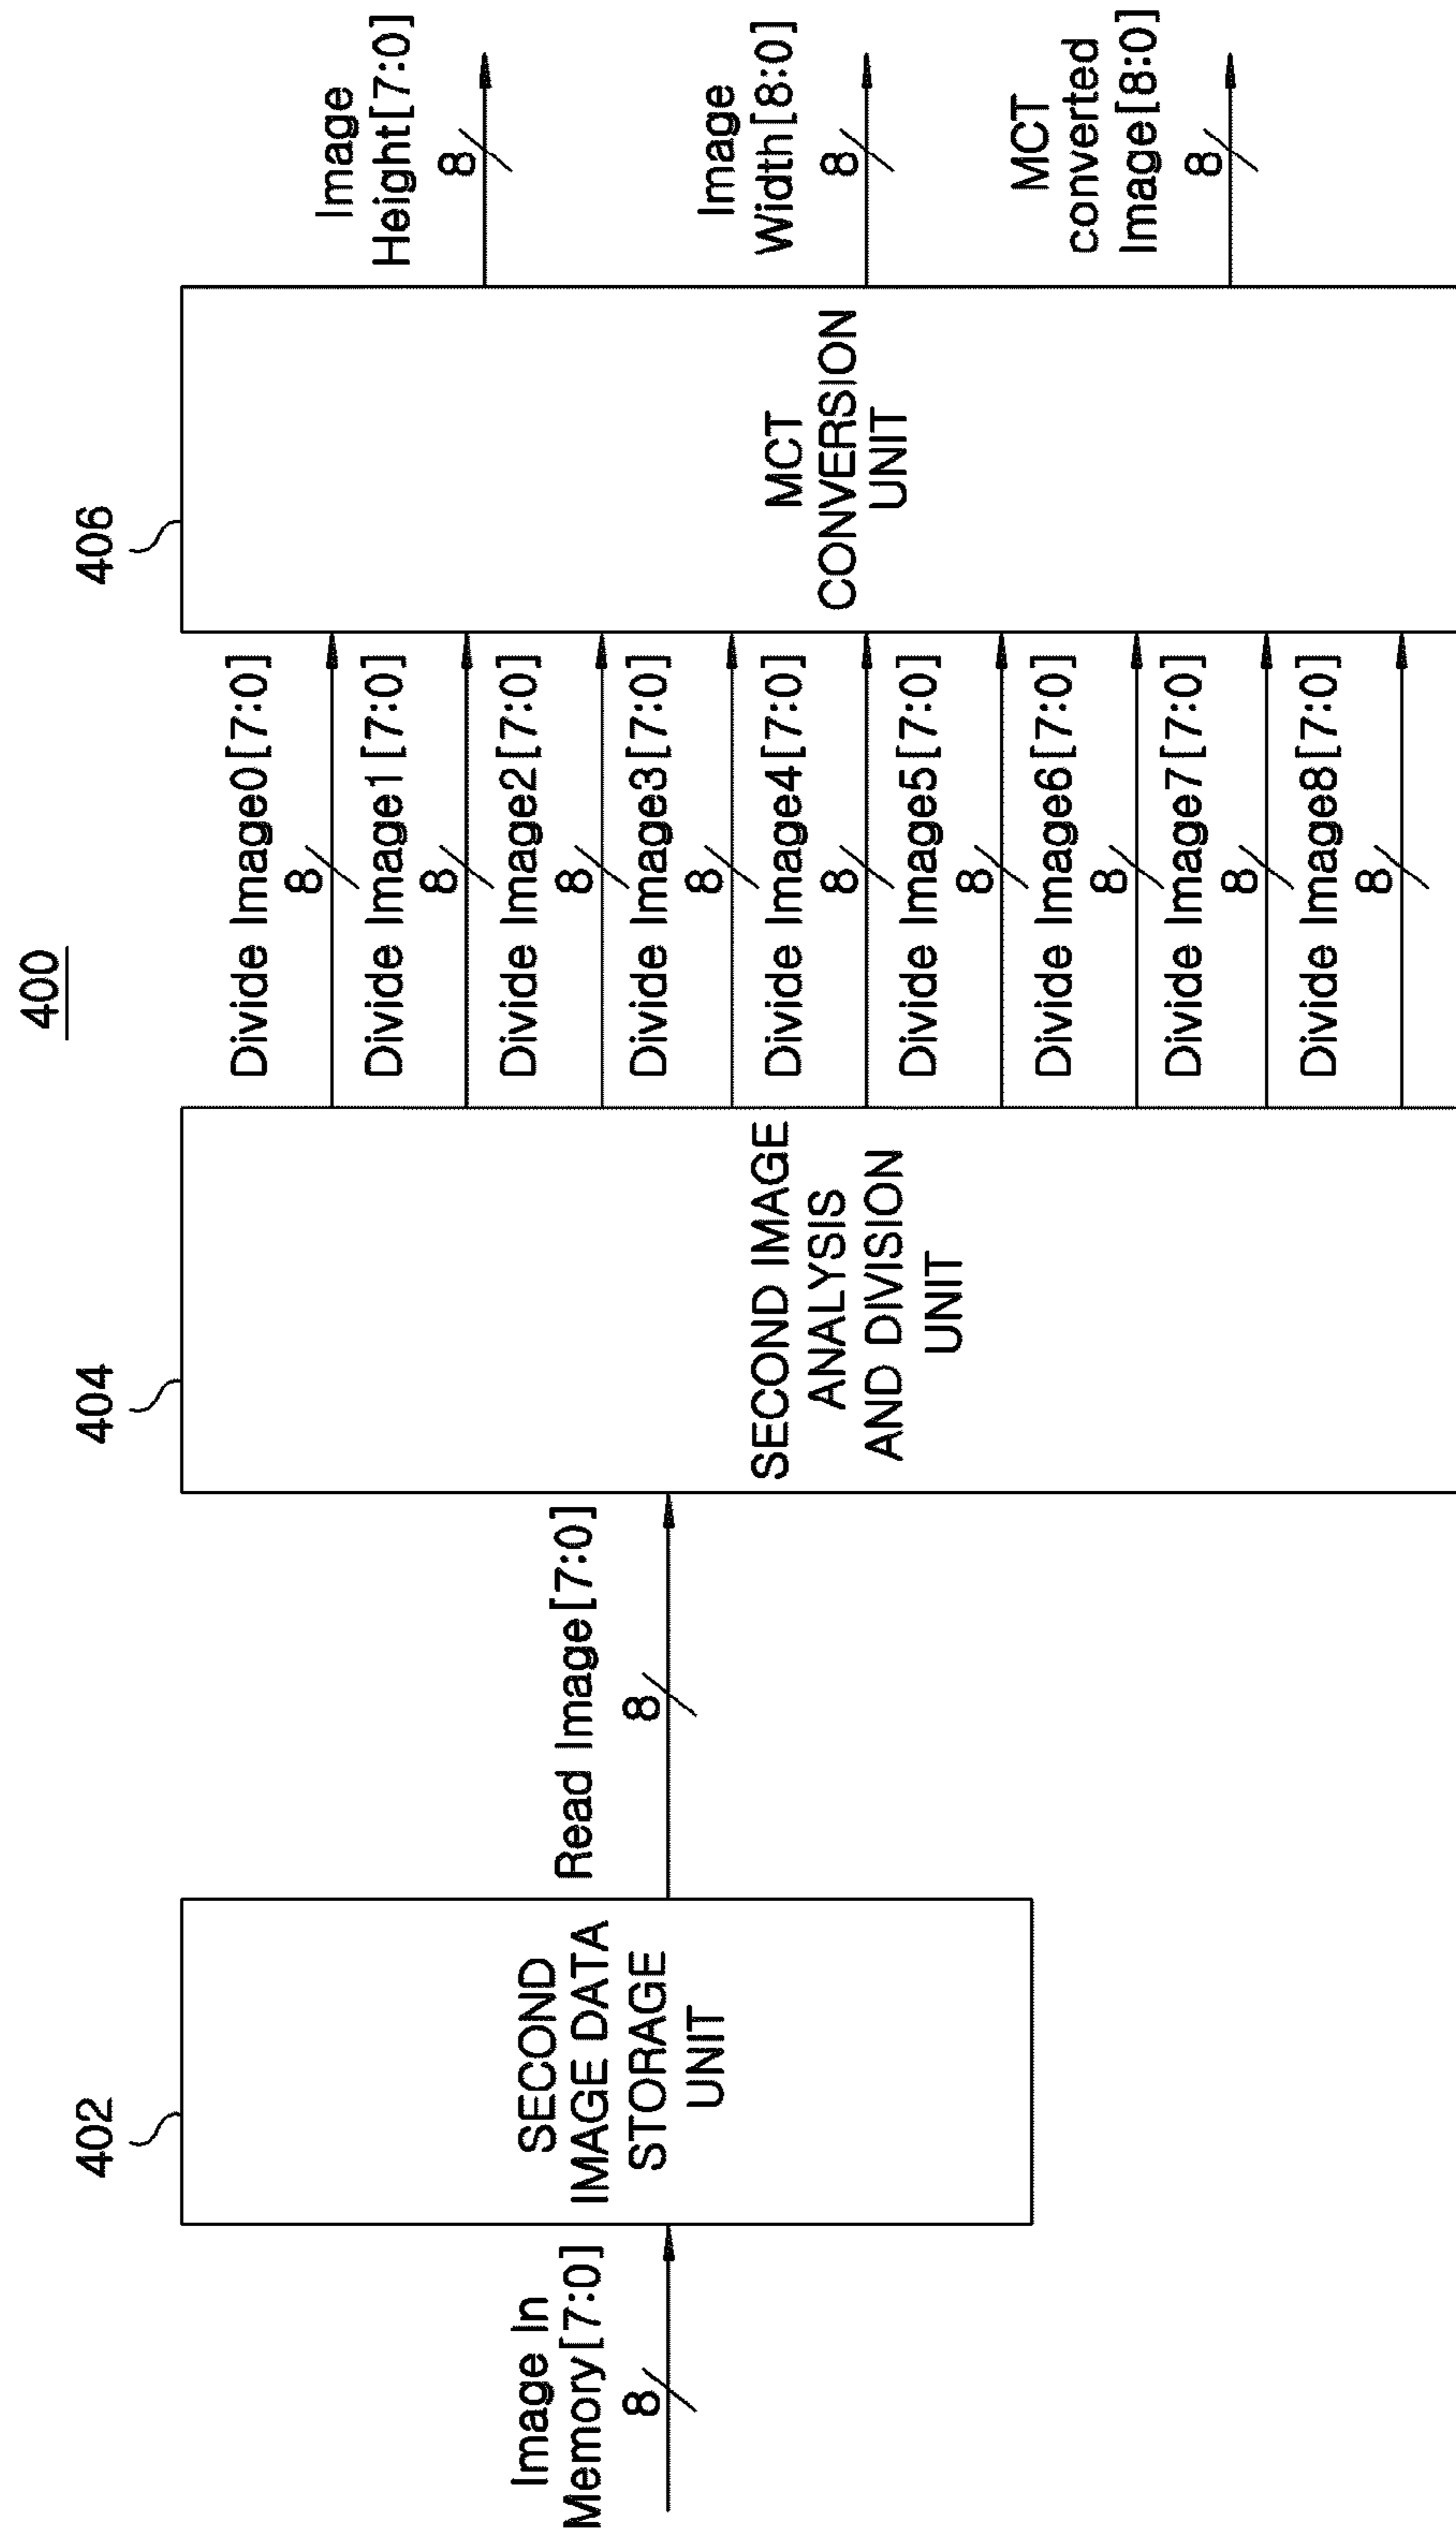 400
402
404
406
Image In
Memory[7:0]
8
SECOND
IMAGE DATA
STORAGE
UNIT
Read Image[7:0]
8
SECOND IMAGE
ANALYSIS
AND DIVISION
UNIT
Divide Image0[7:0]
8
Divide Image1[7:0]
8
Divide Image2[7:0]
8
Divide Image3[7:0]
8
Divide Image4[7:0]
8
Divide Image5[7:0]
8
Divide Image6[7:0]
8
Divide Image7[7:0]
8
Divide Image8[7:0]
8
MCT
CONVERSION
UNIT
Image
Height[7:0]
8
Image
Width[8:0]
8
MCT
converted
Image[8:0]
8